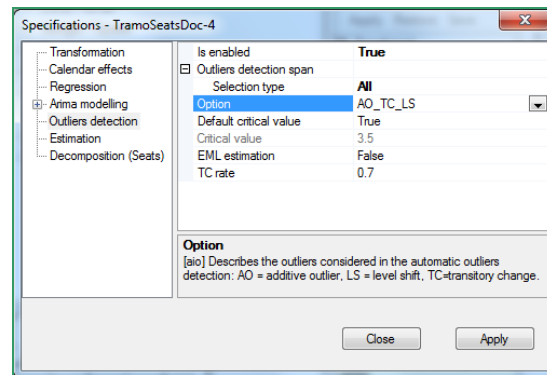 Specifications - TramoSeatsDoc-4
Transformation
Calendar effects
Regression
Arima modelling
Outliers detection
Estimation
Decomposition (Seats)
Is enabled True
Outliers detection span
Selection type All
Option AO_TC_LS
Default critical value True
Critical value 3.5
EML estimation False
TC rate 0.7
Option
[aio] Describes the outliers considered in the automatic outliers
detection: AO = additive outlier, LS = level shift, TC=transitory change.
Close Apply